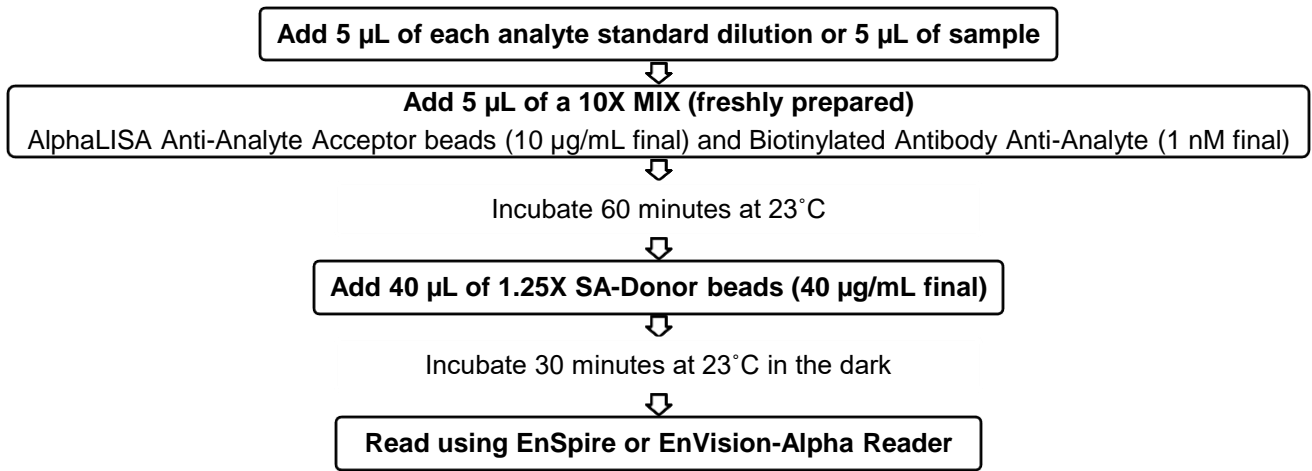 Add 5 µL of each analyte standard dilution or 5 µL of sample
Add 5 µL of a 10X MIX (freshly prepared)
AlphaLISA Anti-Analyte Acceptor beads (10 µg/mL final) and Biotinylated Antibody Anti-Analyte (1 nM final)
Incubate 60 minutes at 23˚C
Add 40 µL of 1.25X SA-Donor beads (40 µg/mL final)
Incubate 30 minutes at 23˚C in the dark
Read using EnSpire or EnVision-Alpha Reader